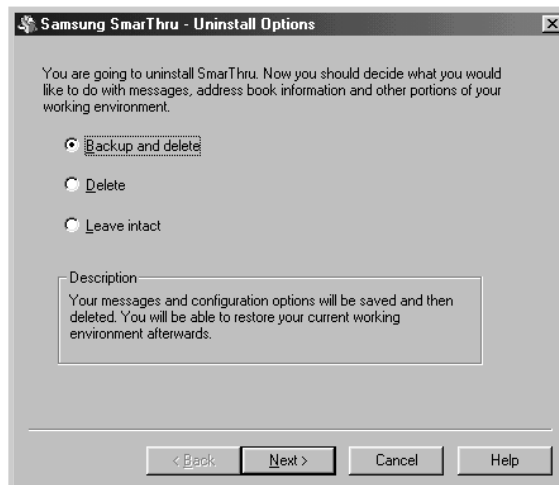 Samsung SmarThru - Uninstall Options
You are going to uninstall SmarThru. Now you should decide what you would
like to do with messages, address book information and other portions of your
working environment.
Backup and delete
Delete
Leave intact
Description
Your messages and configuration options will be saved and then
deleted. You will be able to restore your current working
environment afterwards.
< Back
Next >
Cancel
Help